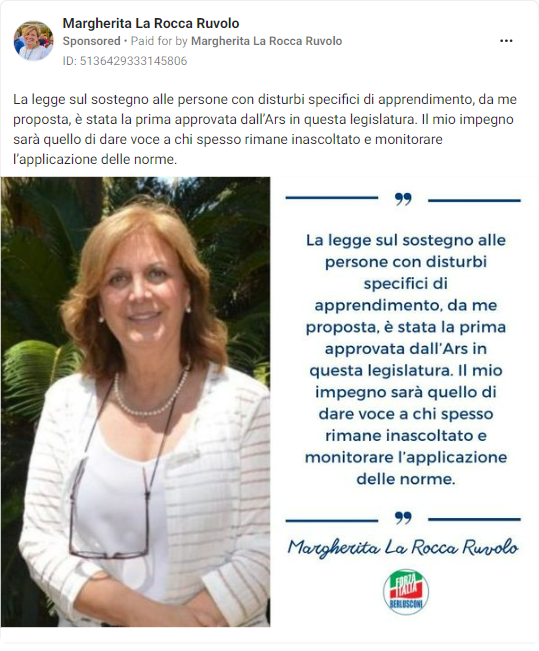 Margherita La Rocca Ruvolo
Sponsored • Paid for by Margherita La Rocca Ruvolo
ID: 5136429333145806
La legge sul sostegno alle persone con disturbi specifici di apprendimento, da me
proposta, è stata la prima approvata dall'Ars in questa legislatura. Il mio impegno
sarà quello di dare voce a chi spesso rimane inascoltato e monitorare
l'applicazione delle norme.
La legge sul sostegno alle
persone con disturbi
specifici di
apprendimento, da me
proposta, è stata la prima
approvata dall'Ars in
questa legislatura. Il mio
impegno sarà quello di
dare voce a chi spesso
rimane inascoltato e
monitorare l'applicazione
delle norme.
Margherita La Rocca Ruvolo
FORZA
ITALIA
BERLUSCONI